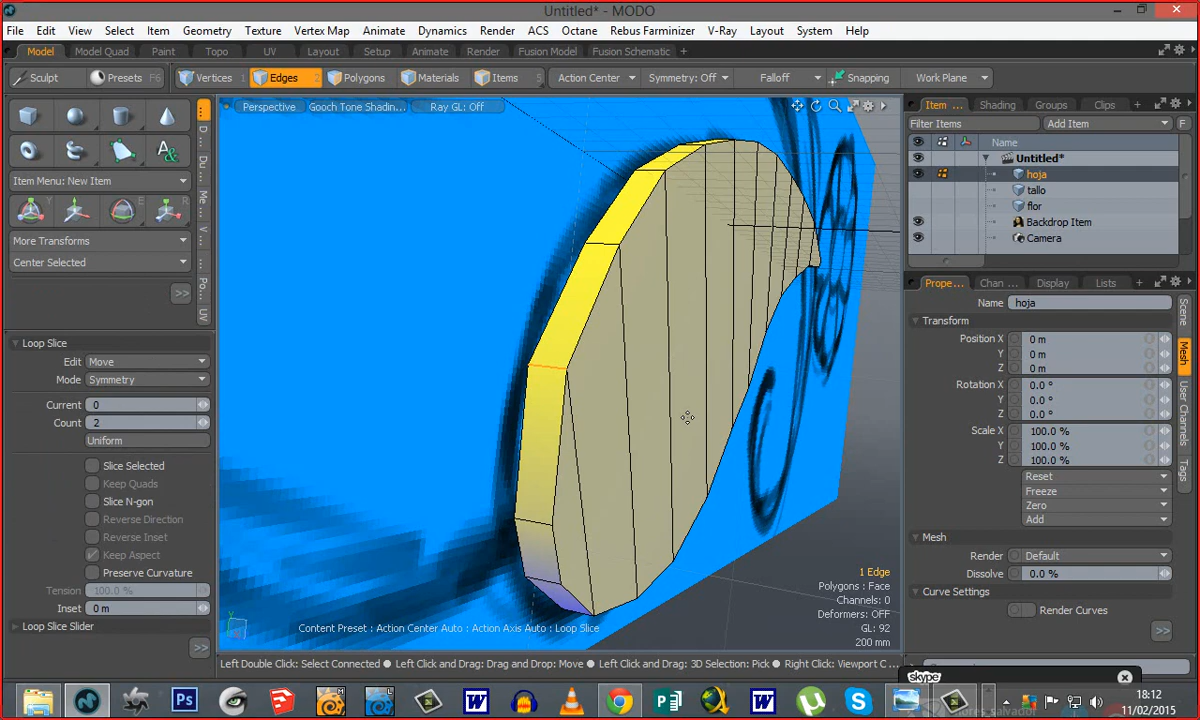 Untitled* - MODO
File Edit View Select Item Geometry Texture Vertex Map Animate Dynamics Render ACS Octane Rebus Farminizer V-Ray Layout System Help
Model Model Quad Paint Topo UV Layout Setup Animate Render Fusion Model Fusion Schematic +
Sculpt Presets F6 Vertices 1 Edges 2 Polygons Materials Items 5 Action Center Symmetry: Off Falloff Snapping Work Plane
Perspective Gooch Tone Shadin... Ray GL: Off
Item ... Shading Groups Clips +
Filter Items Add Item F
Name
Untitled*
hoja
tallo
flor
Backdrop Item
Camera
Item Menu: New Item
More Transforms
Center Selected
>>
D...
Du...
Me...
V...
Po...
UV
Loop Slice
Edit Move
Mode Symmetry
Current 0
Count 2
Uniform
Slice Selected
Keep Quads
Slice N-gon
Reverse Direction
Reverse Inset
Keep Aspect
Preserve Curvature
Tension 100.0 %
Inset 0 m
Loop Slice Slider
>>
Prope... Chan ... Display Lists +
Name hoja
Transform
Position X 0 m
Y 0 m
Z 0 m
Rotation X 0.0 °
Y 0.0 °
Z 0.0 °
Scale X 100.0 %
Y 100.0 %
Z 100.0 %
Reset
Freeze
Zero
Add
Mesh
Render Default
Dissolve 0.0 %
Curve Settings
Render Curves
>>
Scene
Mesh
User Channels
Tags
1 Edge
Polygons : Face
Channels: 0
Deformers: OFF
GL: 92
200 mm
Content Preset : Action Center Auto : Action Axis Auto : Loop Slice
Left Double Click: Select Connected ● Left Click and Drag: Drag and Drop: Move ● Left Click and Drag: 3D Selection: Pick ● Right Click: Viewport C ...
skype
18:12
11/02/2015